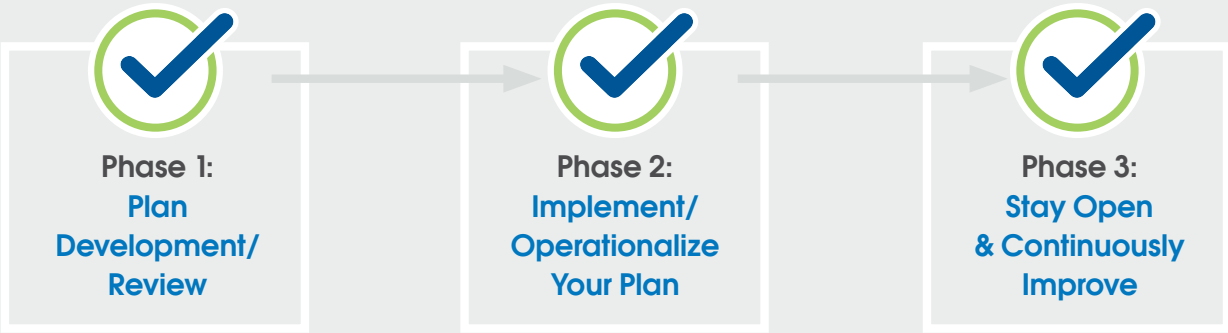 Phase 1:
Plan
Development/
Review
Phase 2:
Implement/
Operationalize
Your Plan
Phase 3:
Stay Open
& Continuously
Improve